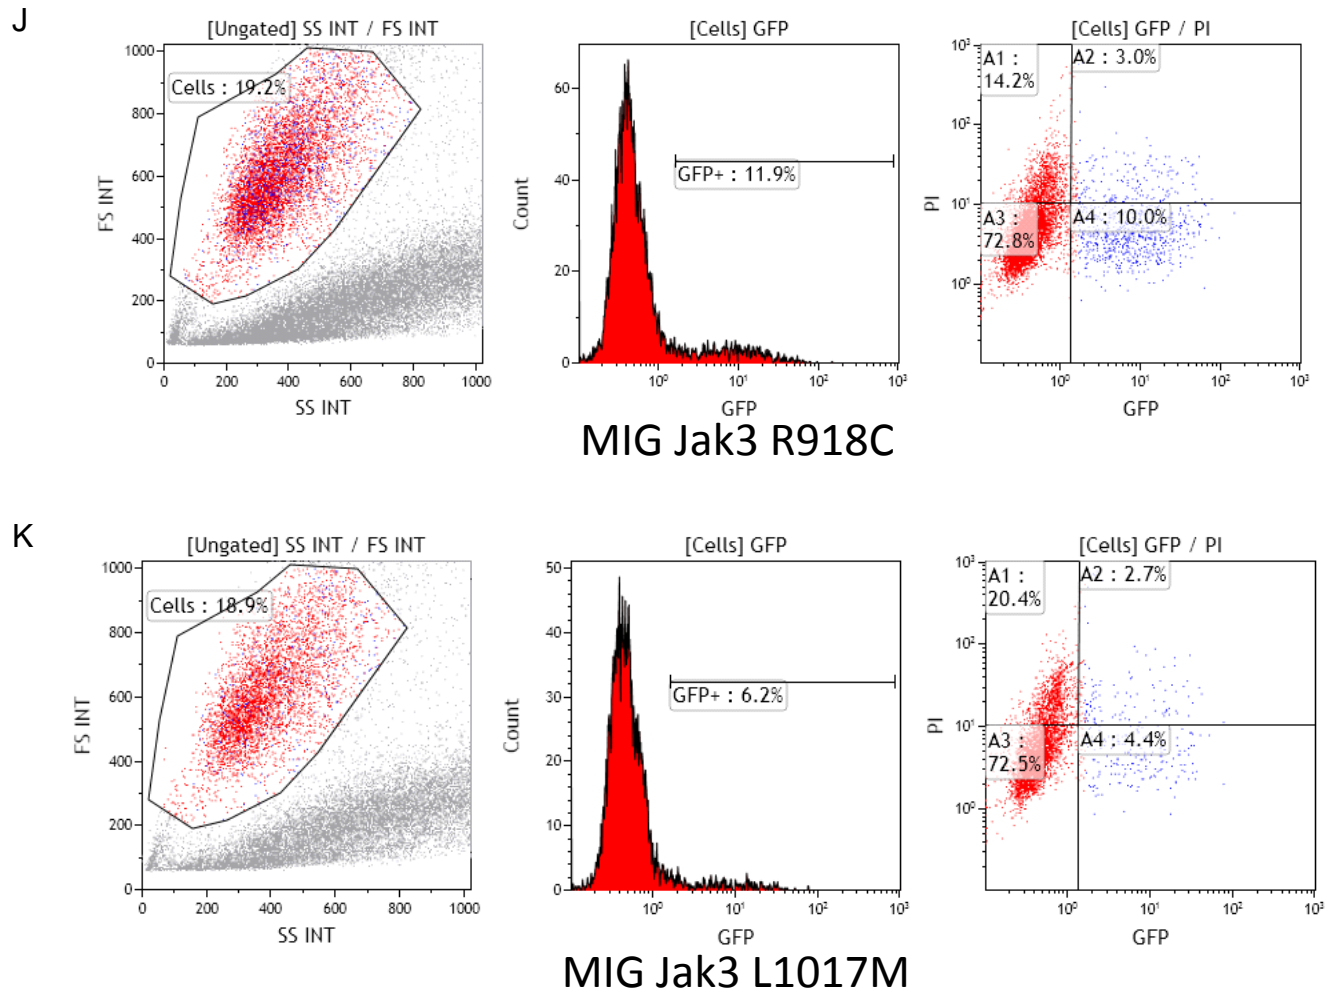 J
[Ungated] SS INT / FS INT
Cells : 19.2%
1000
800
600
400
200
0
FS INT
0 200 400 600 800 1000
SS INT
[Cells] GFP
60
40
20
0
Count
GFP+ : 11.9%
10⁰ 10¹ 10² 10³
GFP
[Cells] GFP / PI
A1 :
14.2%
A2 : 3.0%
A3 :
72.8%
A4 : 10.0%
10³
10²
10¹
10⁰
PI
10⁰ 10¹ 10² 10³
GFP
MIG Jak3 R918C
K
[Ungated] SS INT / FS INT
Cells : 18.9%
1000
800
600
400
200
0
FS INT
0 200 400 600 800 1000
SS INT
[Cells] GFP
50
40
30
20
10
0
Count
GFP+ : 6.2%
10⁰ 10¹ 10² 10³
GFP
[Cells] GFP / PI
A1 :
20.4%
A2 : 2.7%
A3 :
72.5%
A4 : 4.4%
10³
10²
10¹
10⁰
PI
10⁰ 10¹ 10² 10³
GFP
MIG Jak3 L1017M